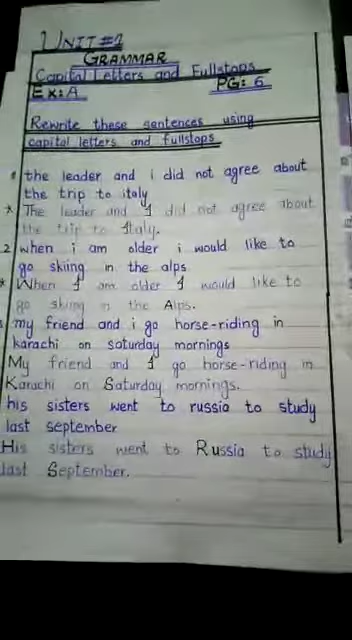 UNIT #2
GRAMMAR
Capital Letters and Fullstops
Ex: A PG: 6
Rewrite these sentences using
capital letters and fullstops
the leader and i did not agree about
the trip to italy
* The leader and I did not agree about
the trip to Italy.
2 when i am older i would like to
go skiing in the alps
* When I am older I would like to
go skiing in the Alps.
my friend and i go horse-riding in
karachi on saturday mornings
My friend and I go horse-riding in
Karachi on Saturday mornings.
his sisters went to russia to study
last september
His sisters went to Russia to study
last September.